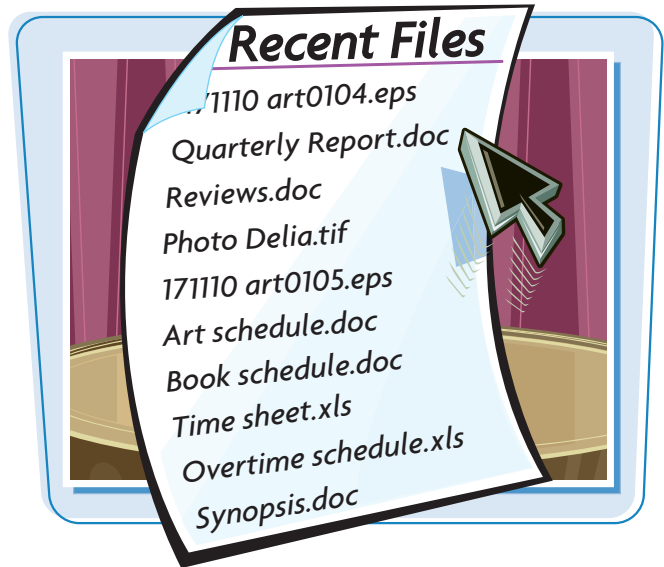 Recent Files
171110 art0104.eps
Quarterly Report.doc
Reviews.doc
Photo Delia.tif
171110 art0105.eps
Art schedule.doc
Book schedule.doc
Time sheet.xls
Overtime schedule.xls
Synopsis.doc